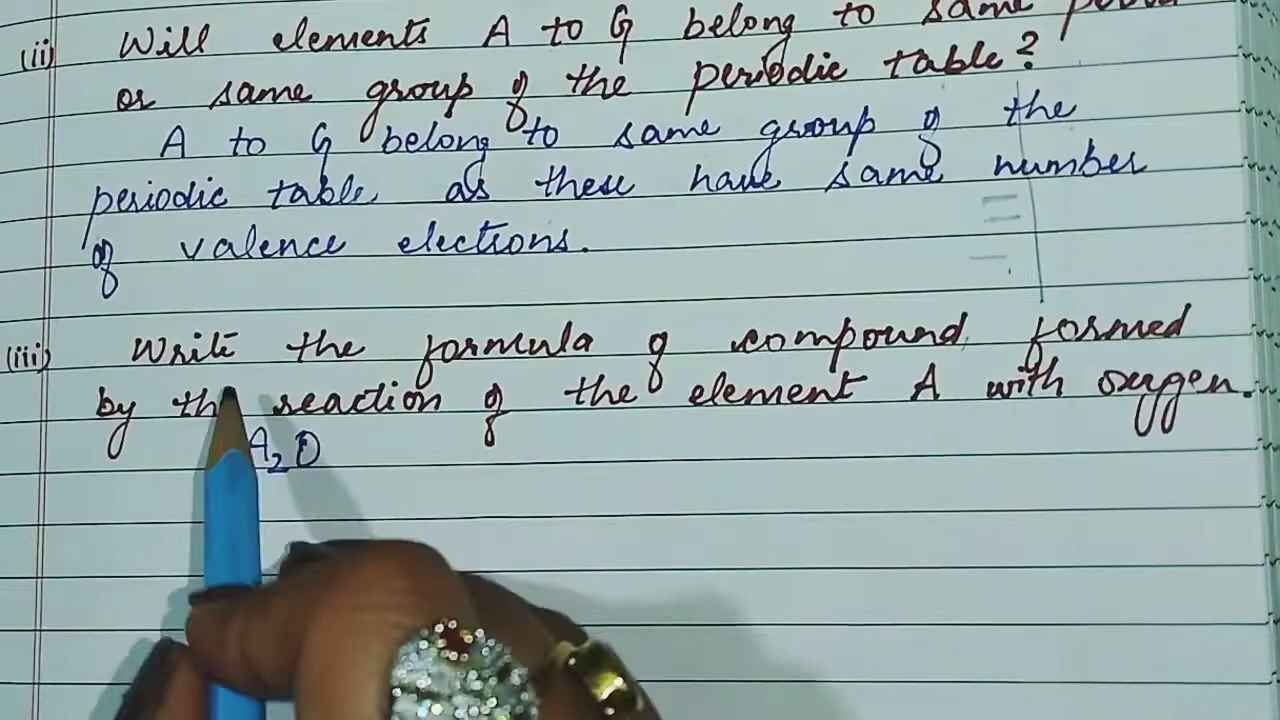 (ii) Will elements A to G belong to same
or same group of the periodic table?
A to G belong to same group of the
periodic table as these have same number
of valence elections.
(iii) Write the formula of compound formed
by the reaction of the element A with oxygen.
A₂O